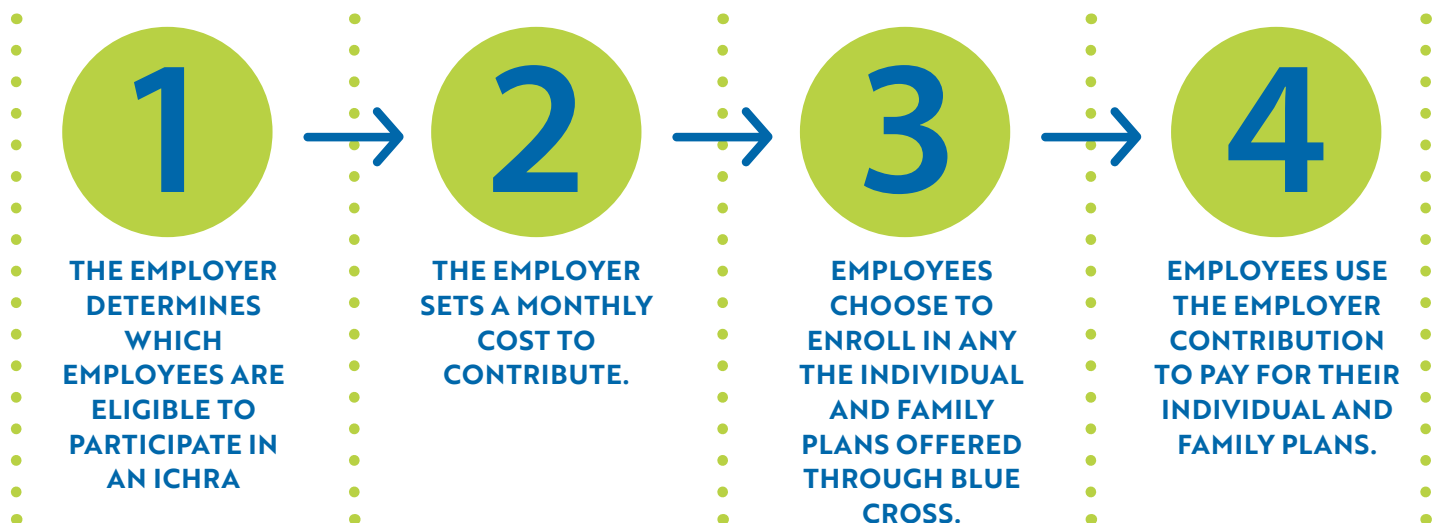 1
THE EMPLOYER
DETERMINES
WHICH
EMPLOYEES ARE
ELIGIBLE TO
PARTICIPATE IN
AN ICHRA
2
THE EMPLOYER
SETS A MONTHLY
COST TO
CONTRIBUTE.
3
EMPLOYEES
CHOOSE TO
ENROLL IN ANY
THE INDIVIDUAL
AND FAMILY
PLANS OFFERED
THROUGH BLUE
CROSS.
4
EMPLOYEES USE
THE EMPLOYER
CONTRIBUTION
TO PAY FOR THEIR
INDIVIDUAL AND
FAMILY PLANS.